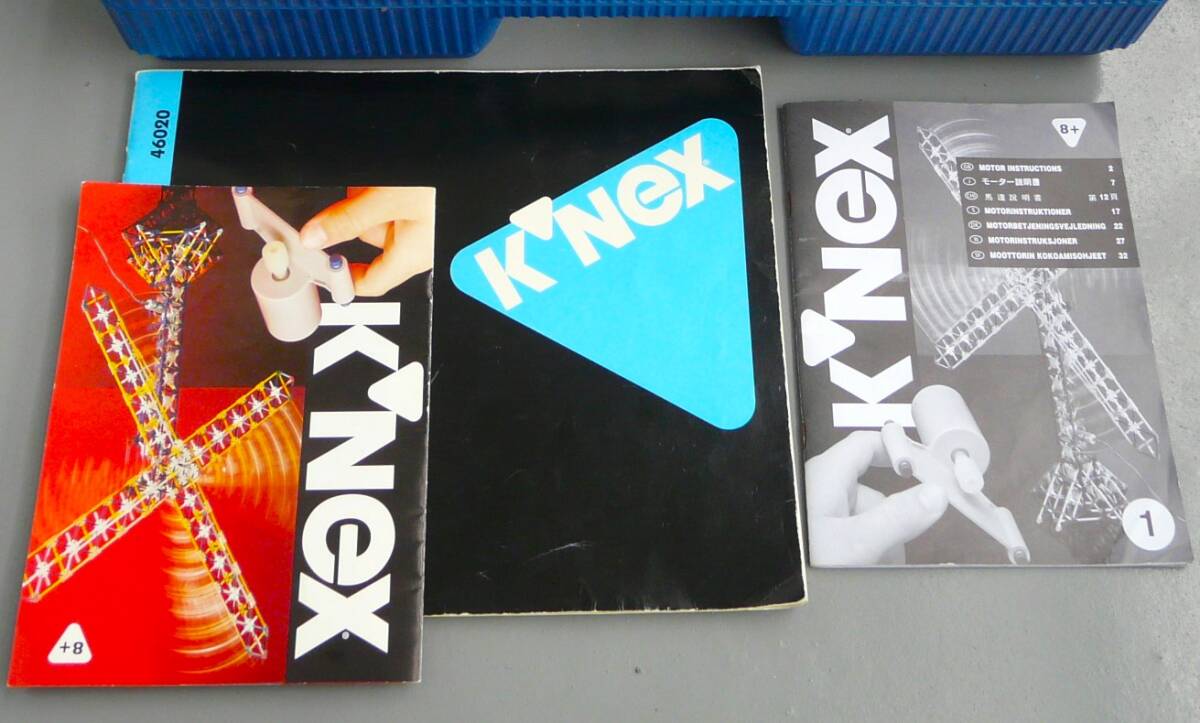 46020
K'NEX
K'NEX
8+
K'NEX
8+
MOTOR INSTRUCTIONS 2
モーター説明書 7
馬達說明書 第12頁
MOTORINSTRUKTIONER 17
MOTORBETJENINGSVEJLEDNING 22
MOTORINSTRUKSJONER 27
MOOTTORIN KOKOAMISOHJEET 32
1